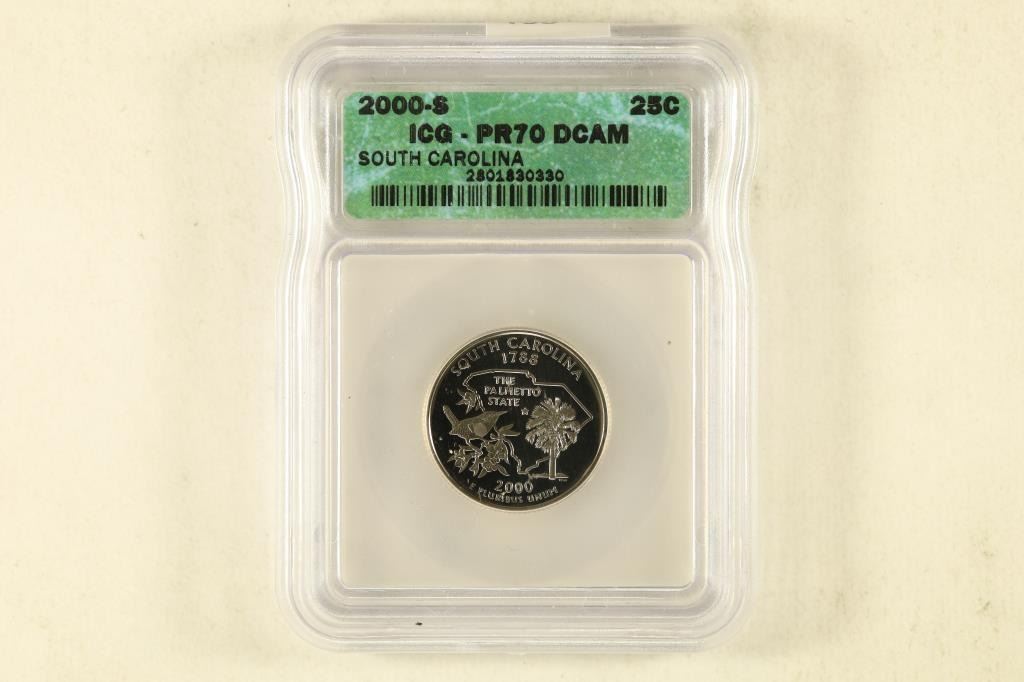 2000-S 25C
ICG - PR70 DCAM
SOUTH CAROLINA
2801830330
SOUTH CAROLINA
1788
THE
PALMETTO
STATE
2000
E PLURIBUS UNUM